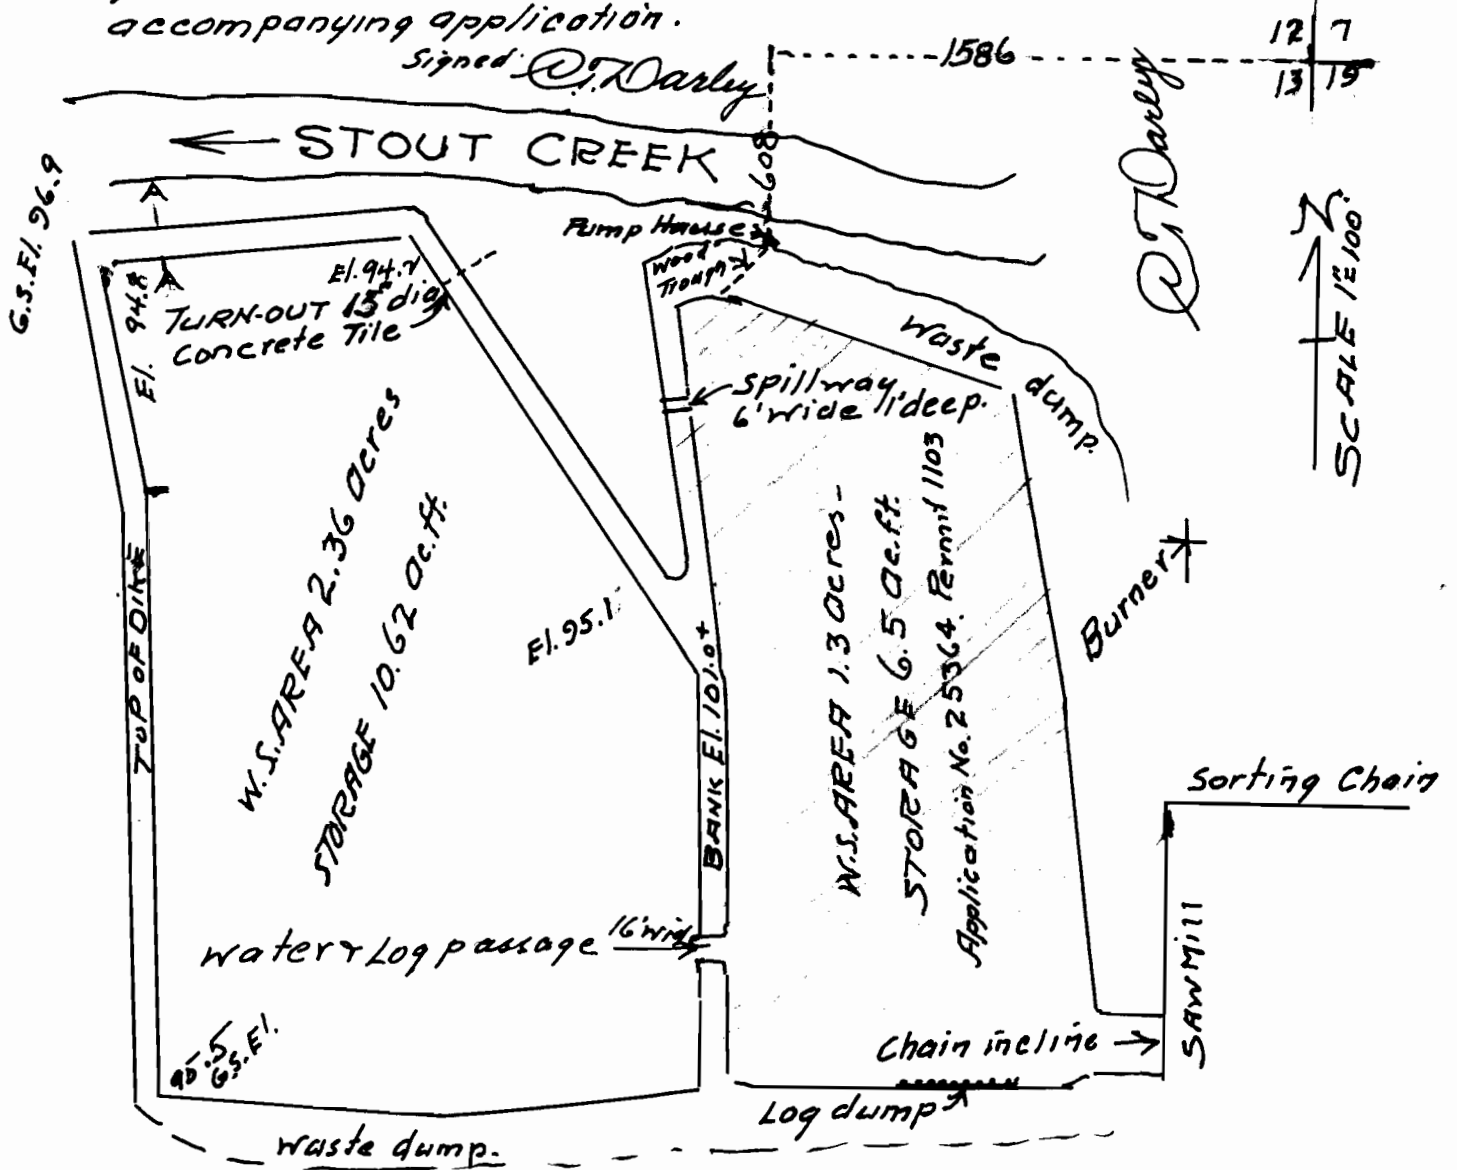 accompanying application.
Signed C.T. Darley
1586
12 7
13 19
C.T. Darley
STOUT CREEK
608
G.S.El. 96.9
A
A
Pump House
Wood
Trough
El. 94.2
TURN-OUT 15" dia
Concrete Tile
El. 94.8
Waste dump.
Spillway
6' wide 1' deep.
SCALE 1"=100'
W.S. AREA 2.36 acres
STORAGE 10.62 ac.ft.
El. 95.1
TOP OF DIKE
BANK El. 101.0+
W.S. AREA 1.3 acres-
STORAGE 6.5 ac.ft.
Application No. 25364. Permit 1103
Burner
Sorting Chain
SAWMILL
Water & Log passage 16' wide
Chain incline
95.5
G.S. El.
Log dump
Waste dump.